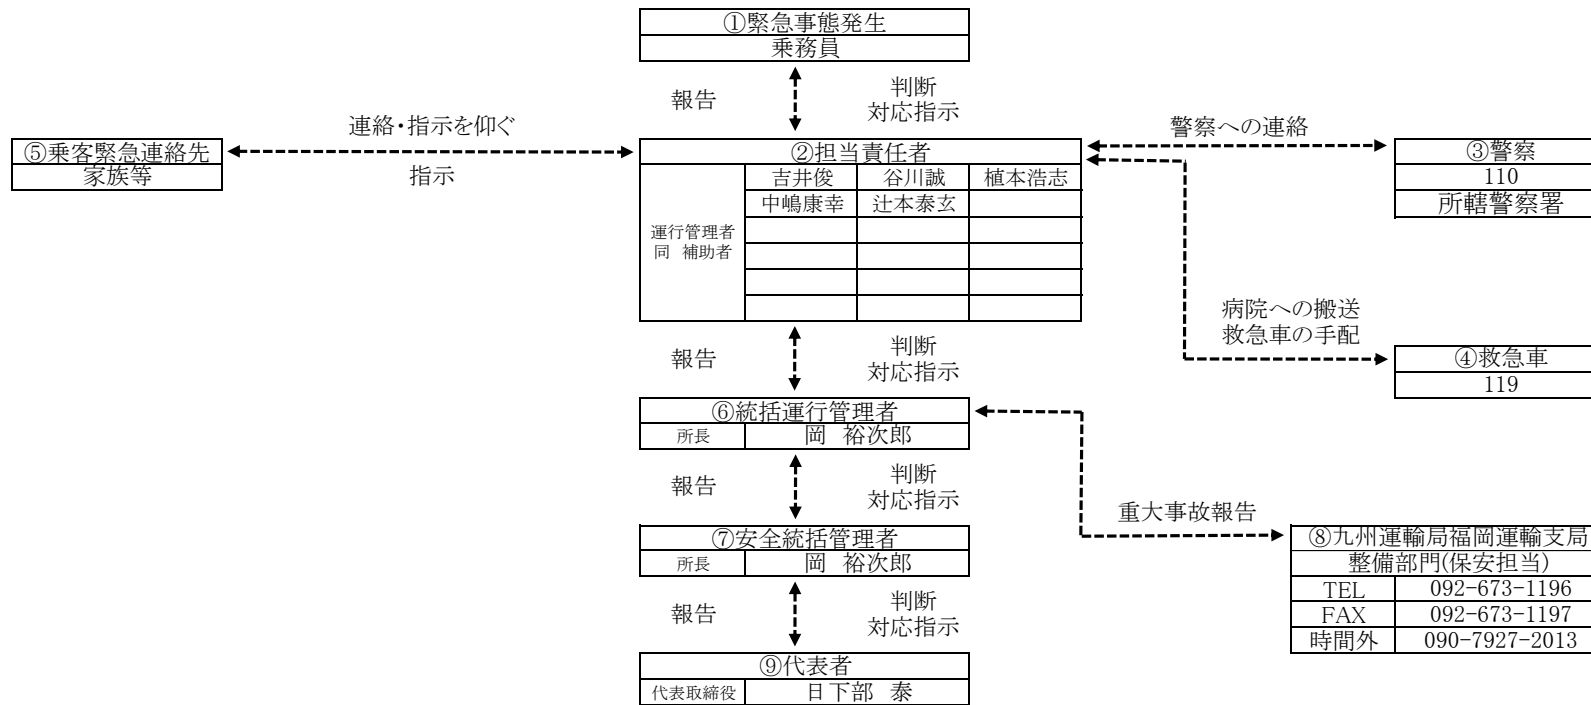 ①緊急事態発生
乗務員
報告
判断
対応指示
連絡・指示を仰ぐ
指示
⑤乗客緊急連絡先
家族等
②担当責任者
運行管理者
同 補助者
吉井俊 谷川誠 植本浩志
中嶋康幸 辻本泰玄
警察への連絡
③警察
110
所轄警察署
病院への搬送
救急車の手配
④救急車
119
報告
判断
対応指示
⑥統括運行管理者
所長 岡 裕次郎
報告
判断
対応指示
重大事故報告
⑦安全統括管理者
所長 岡 裕次郎
⑧九州運輸局福岡運輸支局
整備部門(保安担当)
TEL 092-673-1196
FAX 092-673-1197
時間外 090-7927-2013
報告
判断
対応指示
⑨代表者
代表取締役 日下部 泰